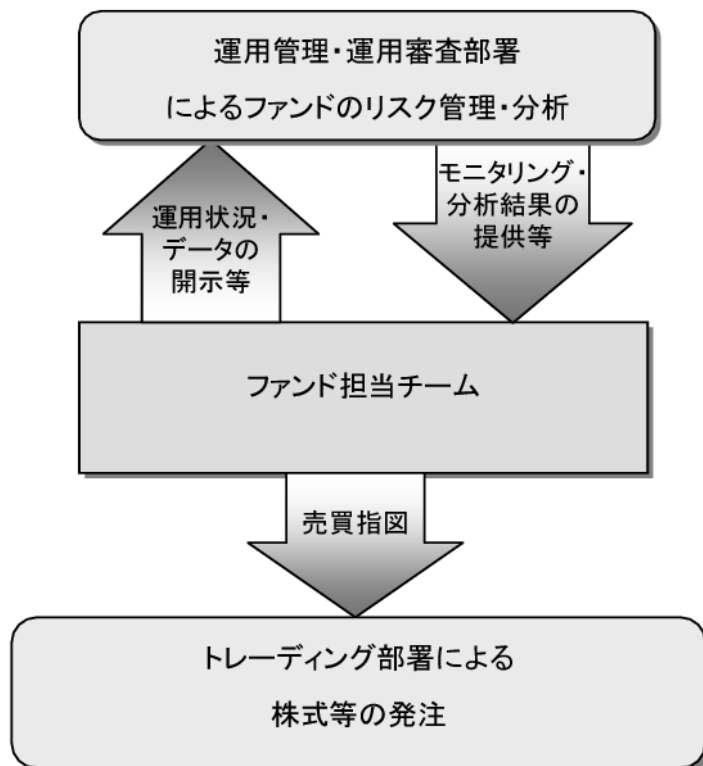 運用管理・運用審査部署
によるファンドのリスク管理・分析
運用状況・
データの
開示等
モニタリング・
分析結果の
提供等
ファンド担当チーム
売買指図
トレーディング部署による
株式等の発注